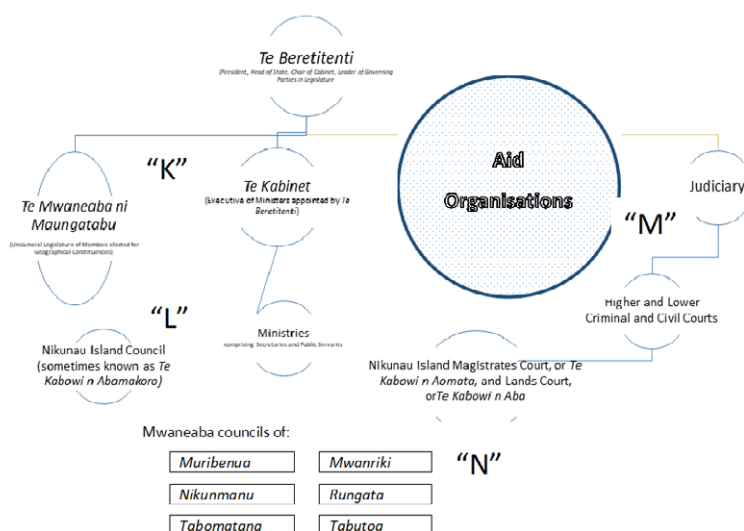 Te Beretitenti
(President, Head of State, Chair of Cabinet, Leader of Governing
Parties in Legislature
"K"
Te Mwaneaba ni
Maungatabu
(Unicameral Legislature of Members elected for
Geographical Constituences)
Te Kabinet
(Executive of Ministers appointed by Te
Beretitenti)
Aid
Organisations
Judiciary
"M"
"L"
Higher and Lower
Criminal and Civil Courts
Ministries
comprising Secretaries and Public Servants
Nikunau Island Council
(sometimes known as Te
Kabowi n Abamakoro)
Nikunau Island Magistrates Court, or Te
Kabowi n Aomata, and Lands Court,
orTe Kabowi n Aba
Mwaneaba councils of:
Muribenua
Mwanriki
"N"
Nikunmanu
Rungata
Tabomatang
Tabutoa